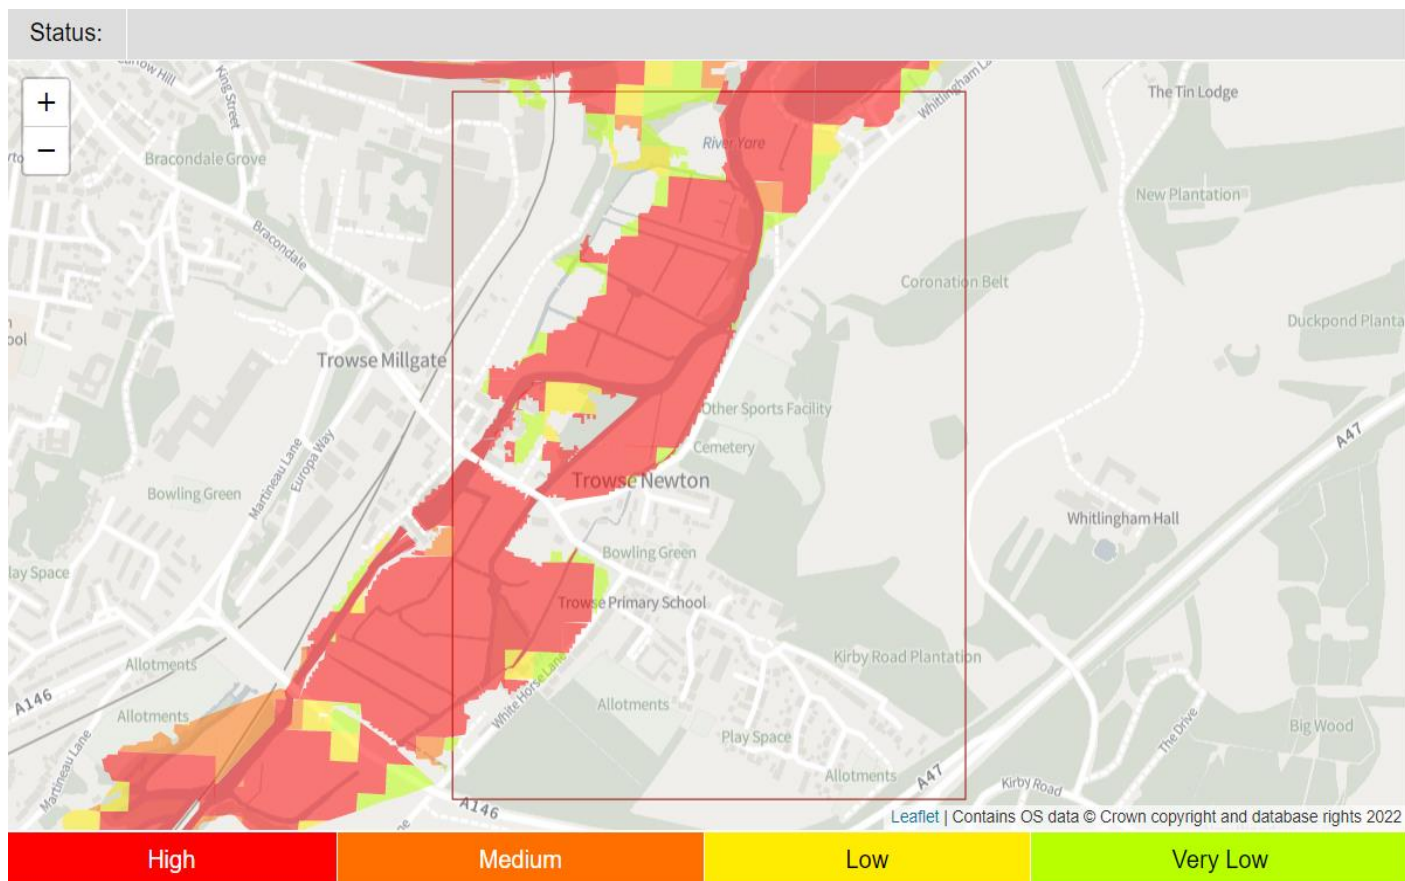 Status:
+
−
King Street
Whitlingham La
The Tin Lodge
River Yare
Bracondale Grove
New Plantation
Bracondale
Coronation Belt
Duckpond Planta
ool
Trowse Millgate
Other Sports Facility
A47
Cemetery
Martineau Lane
Europa Way
Trowse Newton
Bowling Green
Whitlingham Hall
Bowling Green
lay Space
Trowse Primary School
Kirby Road Plantation
Allotments
A146
White Horse Lane
Allotments
Allotments
Play Space
The Drive
Big Wood
Martineau Lane
Allotments
A47
Kirby Road
A146
Leaflet | Contains OS data © Crown copyright and database rights 2022
High Medium Low Very Low